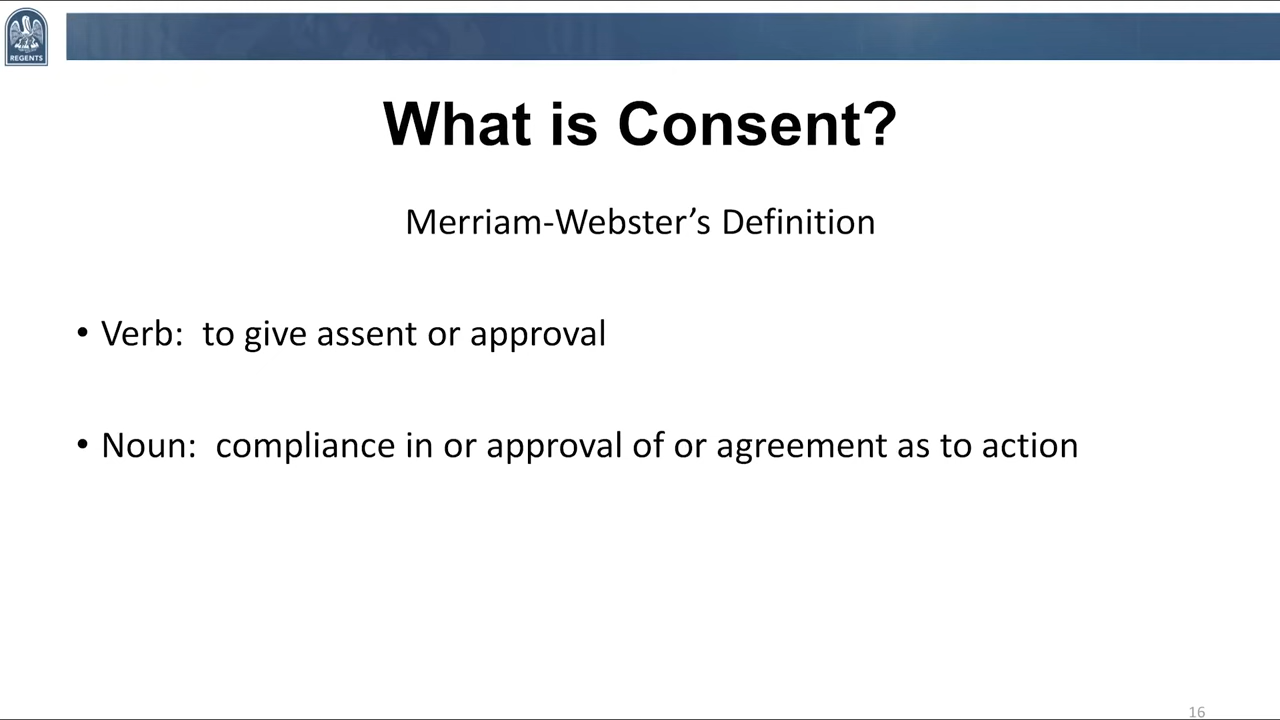 REGENTS
What is Consent?
Merriam-Webster’s Definition
• Verb:  to give assent or approval
• Noun:  compliance in or approval of or agreement as to action
16